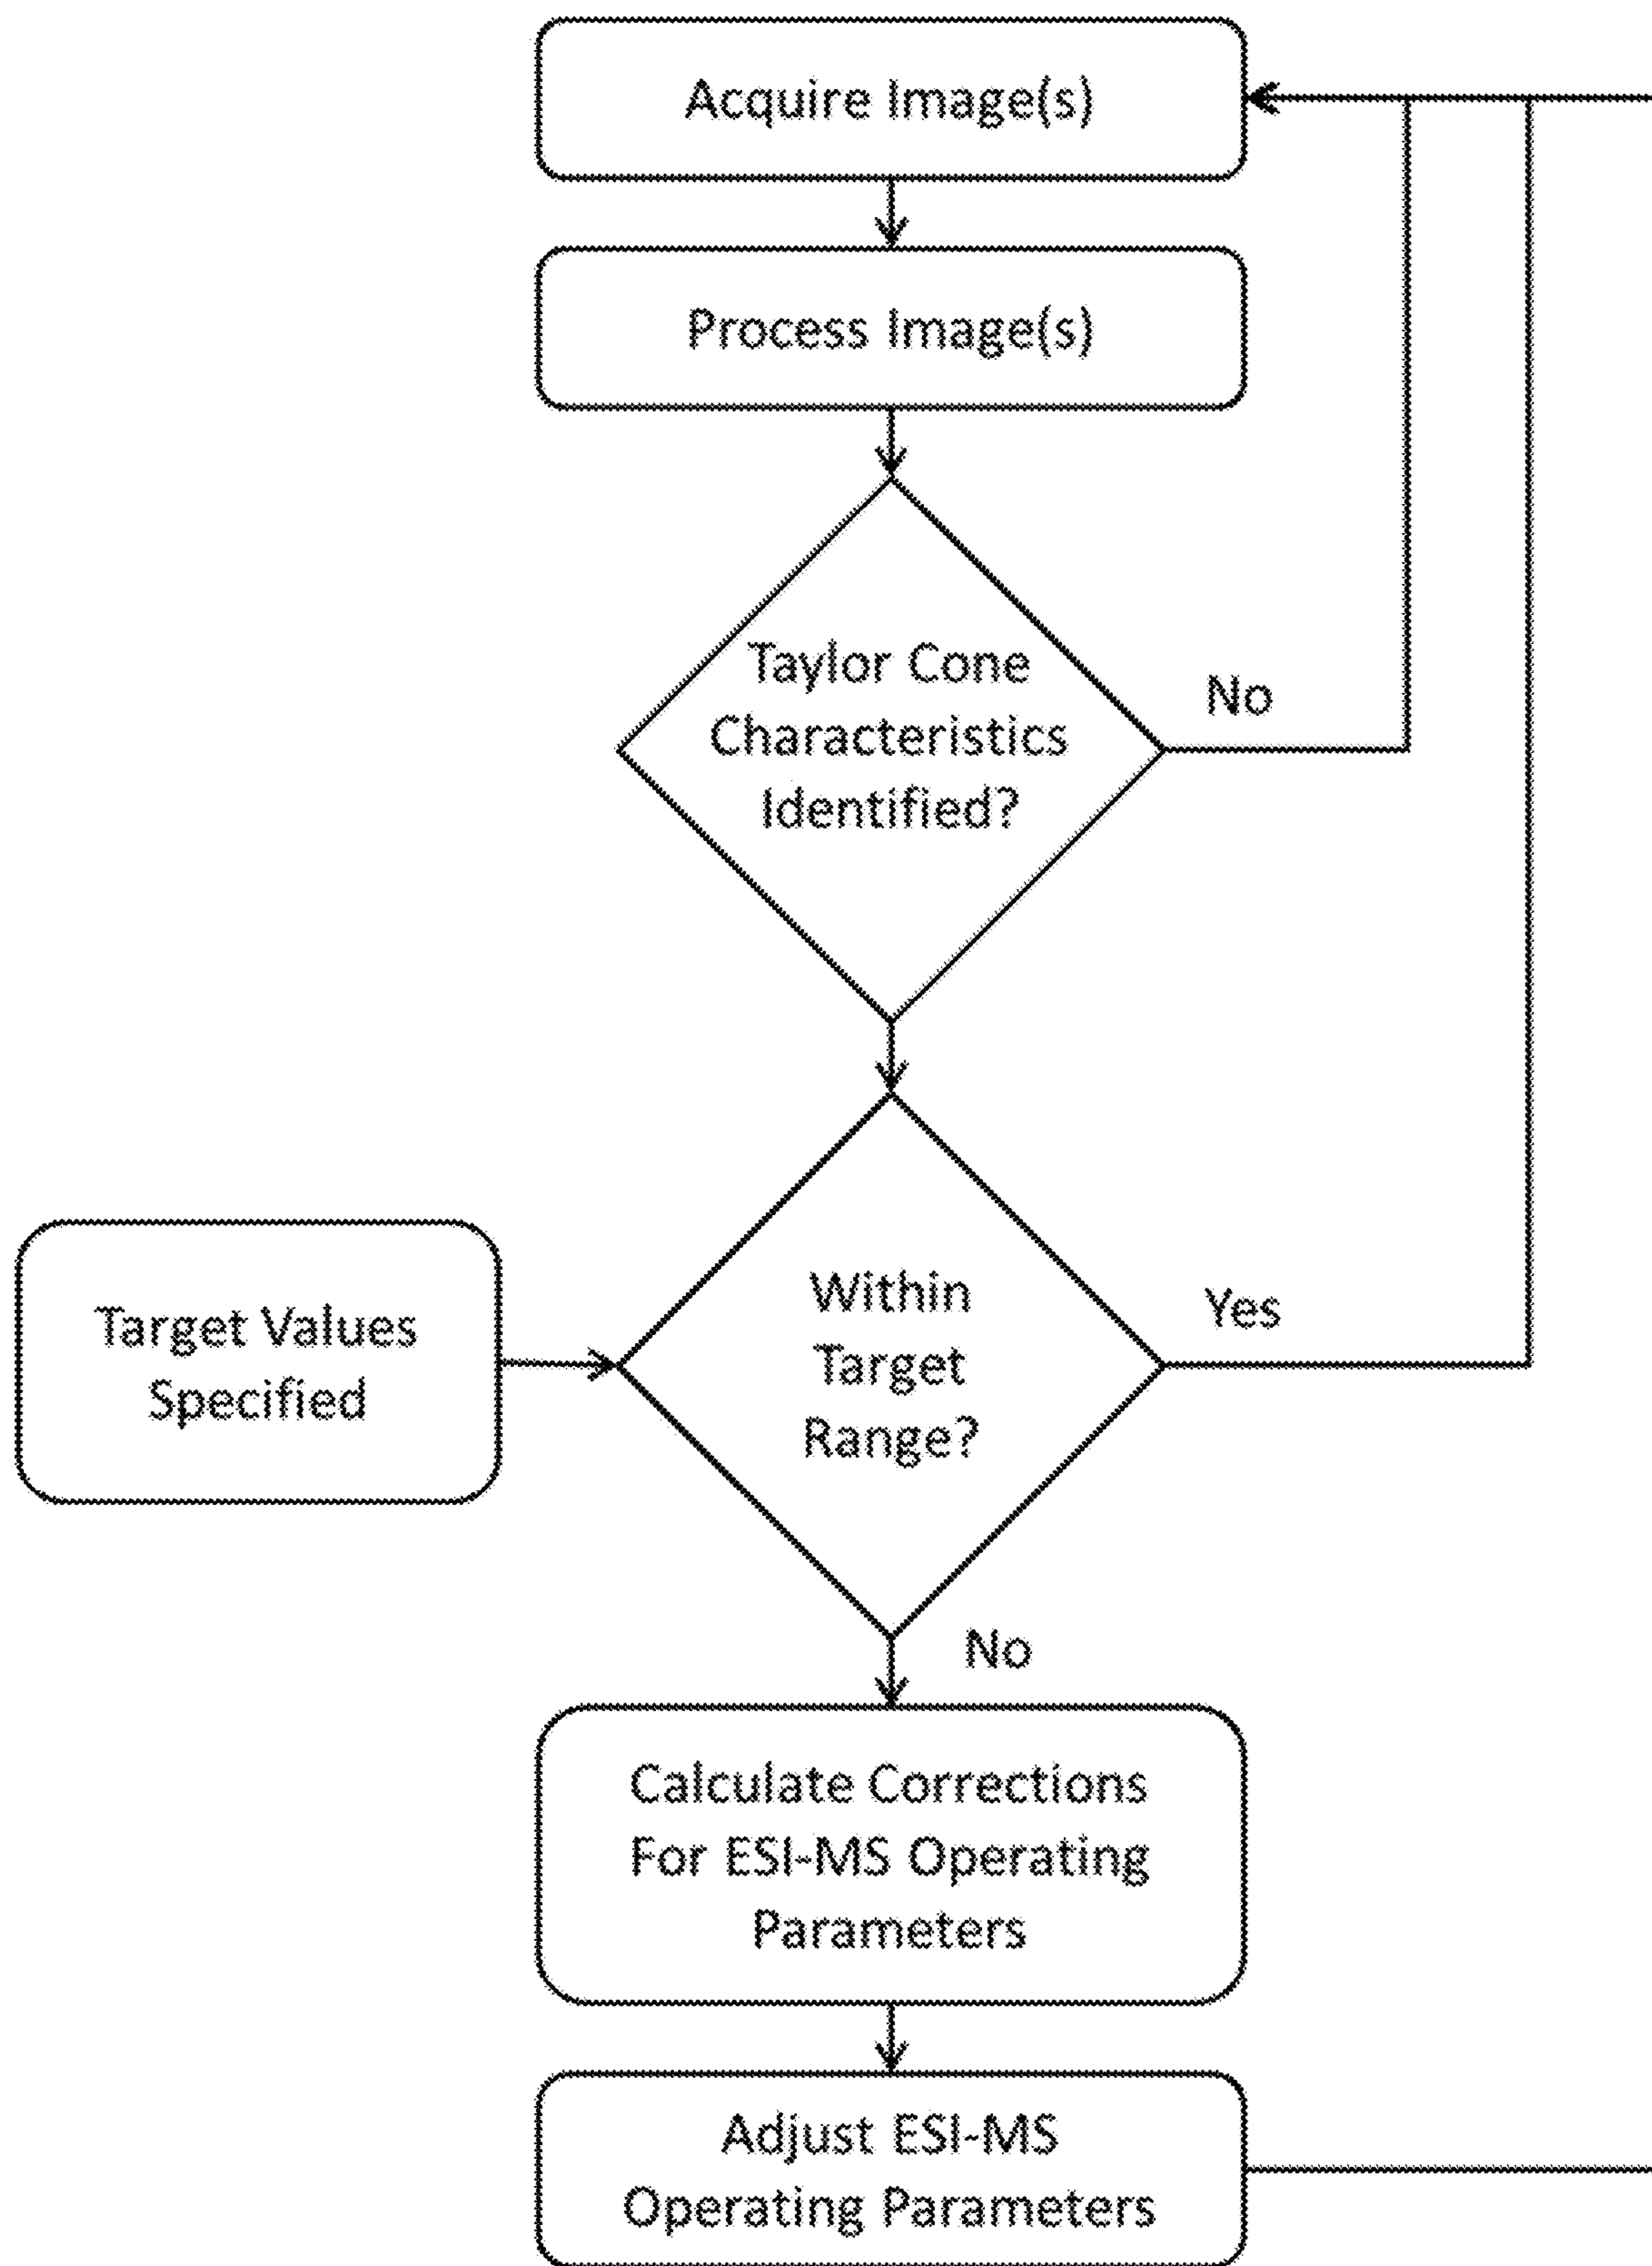 Acquire Image(s)
Process Image(s)
Taylor Cone
Characteristics
Identified?
No
Within
Target
Range?
Yes
Target Values
Specified
No
Calculate Corrections
For ESI-MS Operating
Parameters
Adjust ESI-MS
Operating Parameters